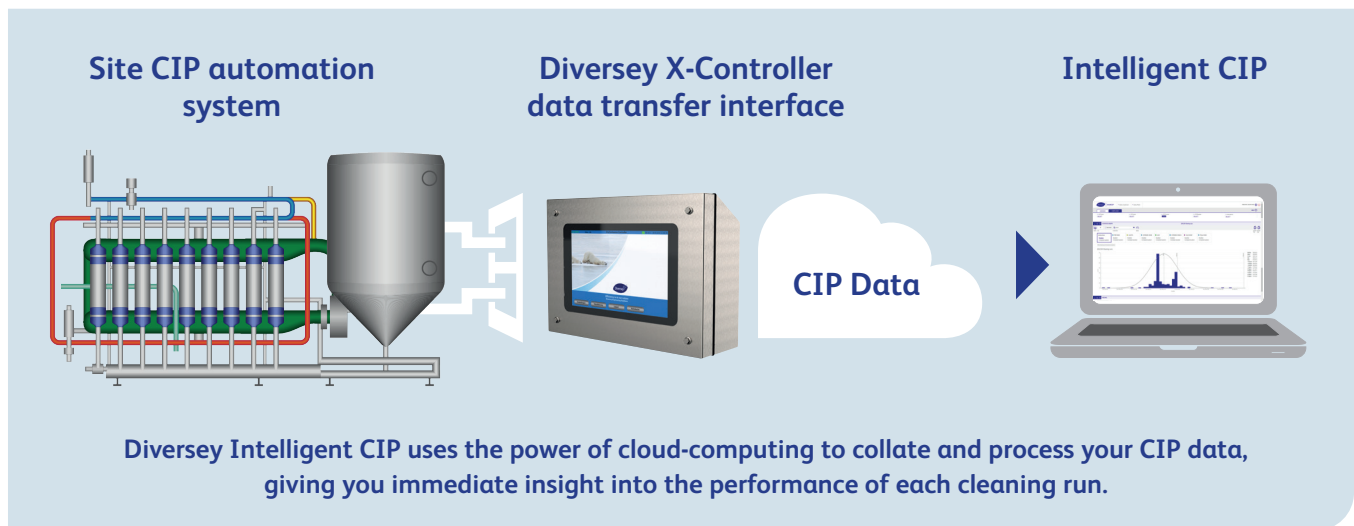 Site CIP automation
system
Diversey X-Controller
data transfer interface
Intelligent CIP
CIP Data
Diversey Intelligent CIP uses the power of cloud-computing to collate and process your CIP data,
giving you immediate insight into the performance of each cleaning run.